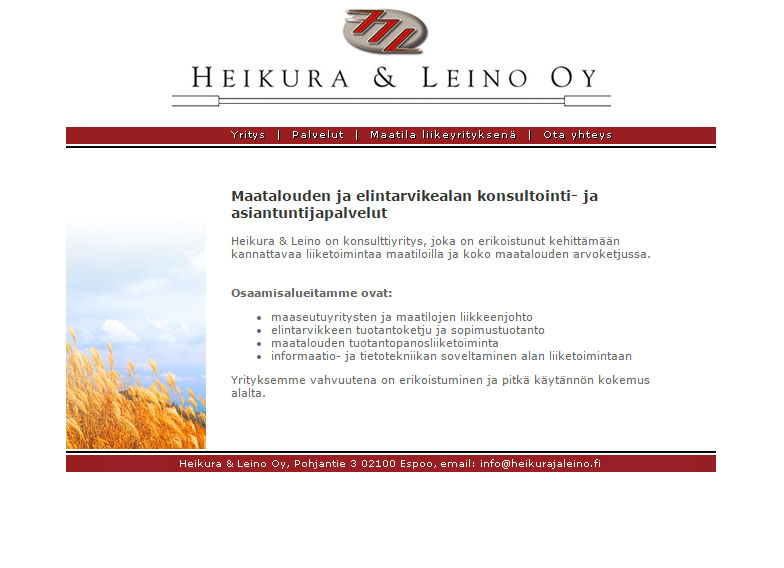 HL
HEIKURA & LEINO OY
Yritys | Palvelut | Maatila liikeyrityksenä | Ota yhteys
Maatalouden ja elintarvikealan konsultointi- ja
asiantuntijapalvelut
Heikura & Leino on konsulttiyritys, joka on erikoistunut kehittämään
kannattavaa liiketoimintaa maatiloilla ja koko maatalouden arvoketjussa.
Osaamisalueitamme ovat:
• maaseutuyritysten ja maatilojen liikkeenjohto
• elintarvikkeen tuotantoketju ja sopimustuotanto
• maatalouden tuotantopanosliiketoiminta
• informaatio- ja tietotekniikan soveltaminen alan liiketoimintaan
Yrityksemme vahvuutena on erikoistuminen ja pitkä käytännön kokemus
alalta.
Heikura & Leino Oy, Pohjantie 3 02100 Espoo, email: info@heikurajaleino.fi